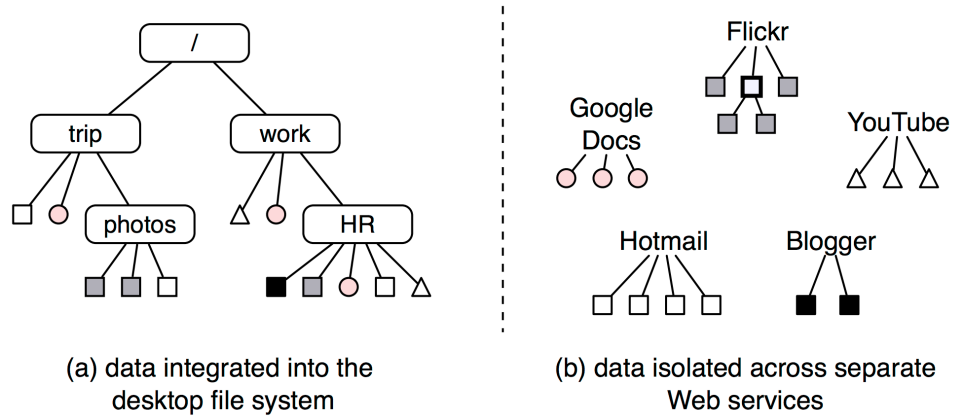 /
trip
work
photos
HR
(a) data integrated into the
desktop file system
Flickr
Google
Docs
YouTube
Hotmail
Blogger
(b) data isolated across separate
Web services